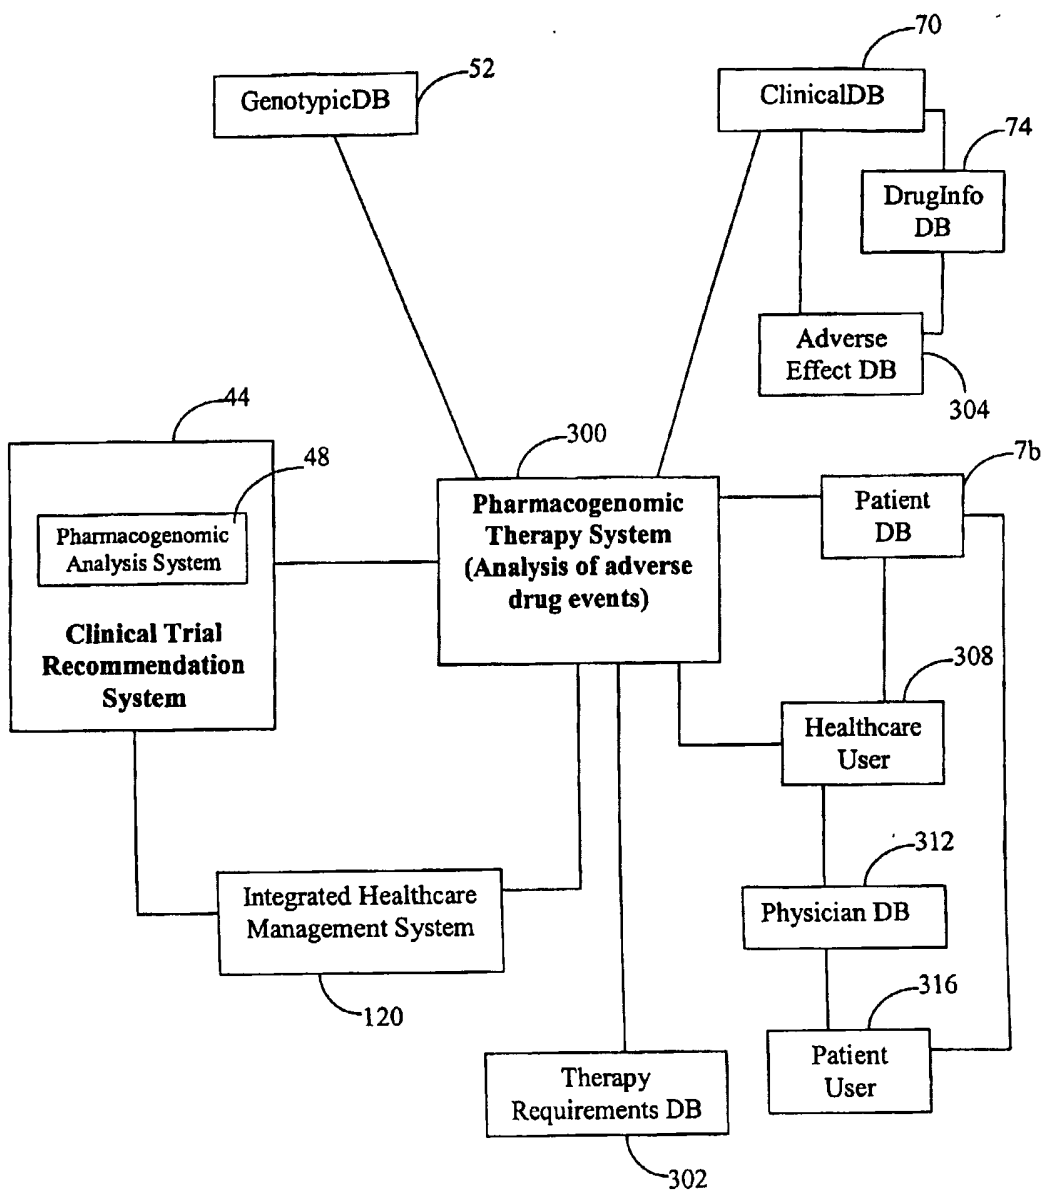 70
52
GenotypicDB
ClinicalDB
74
DrugInfo
DB
Adverse
Effect DB
304
44
300
7b
48
Pharmacogenomic
Therapy System
(Analysis of adverse
drug events)
Patient
DB
Pharmacogenomic
Analysis System
Clinical Trial
Recommendation
System
308
Healthcare
User
312
Integrated Healthcare
Management System
Physician DB
120
316
Patient
User
Therapy
Requirements DB
302